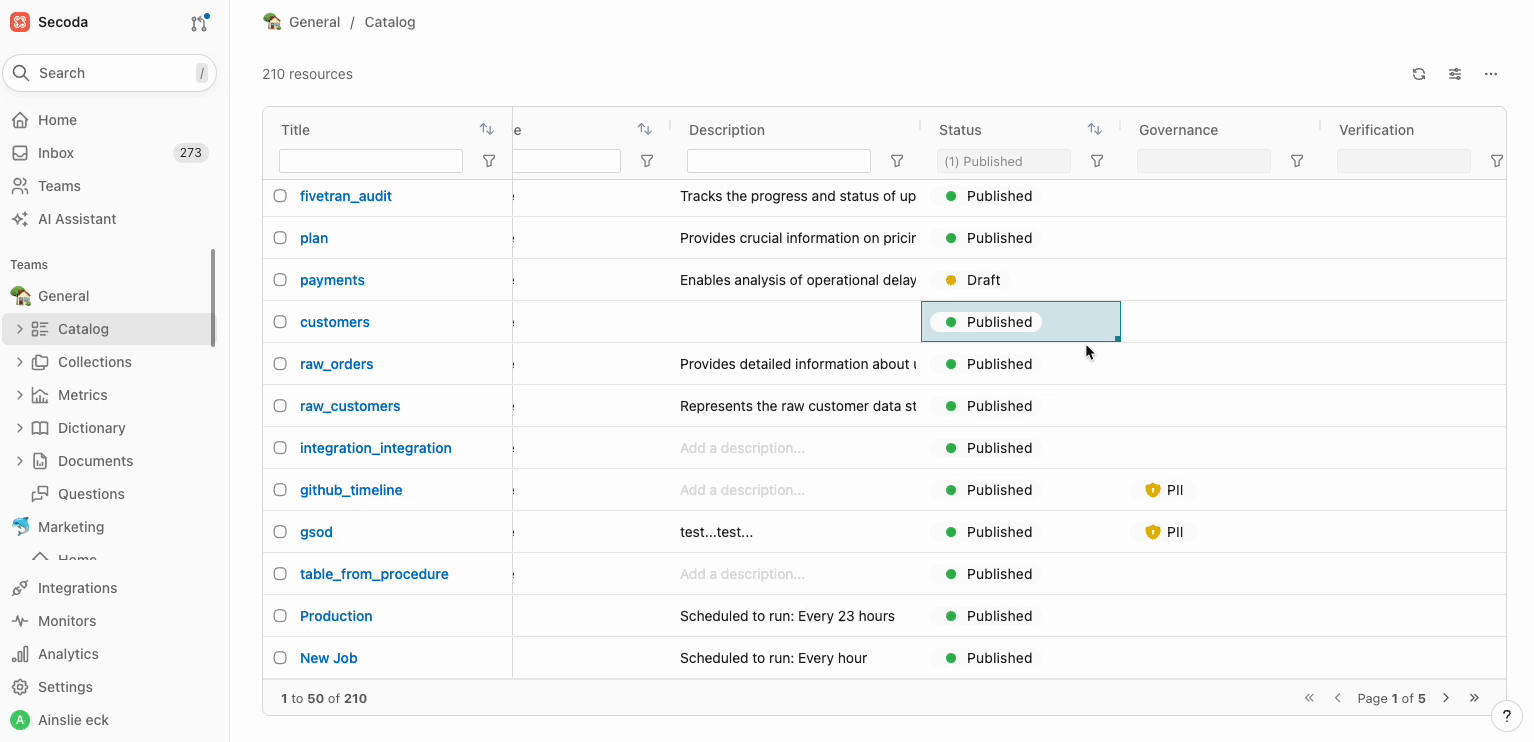 Secoda
General / Catalog
Search /
210 resources
Home
Inbox 273
Teams
AI Assistant
Teams
General
Catalog
Collections
Metrics
Dictionary
Documents
Questions
Marketing
Home
Integrations
Monitors
Analytics
Settings
A Ainslie eck
Title e Description Status Governance Verification
(1) Published
fivetran_audit Tracks the progress and status of up Published
plan Provides crucial information on pricin Published
payments Enables analysis of operational delay Draft
customers Published
raw_orders Provides detailed information about u Published
raw_customers Represents the raw customer data st Published
integration_integration Add a description... Published
github_timeline Add a description... Published PII
gsod test...test... Published PII
table_from_procedure Add a description... Published
Production Scheduled to run: Every 23 hours Published
New Job Scheduled to run: Every hour Published
1 to 50 of 210 Page 1 of 5
?